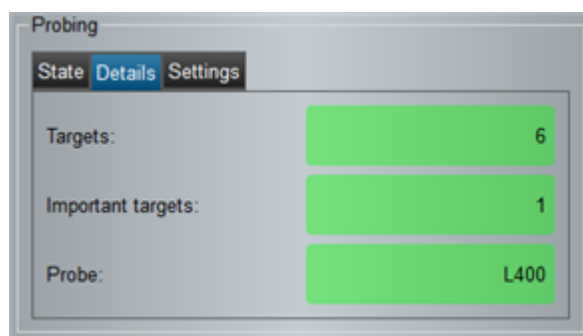 Probing
State Details Settings
Targets: 6
Important targets: 1
Probe: L400